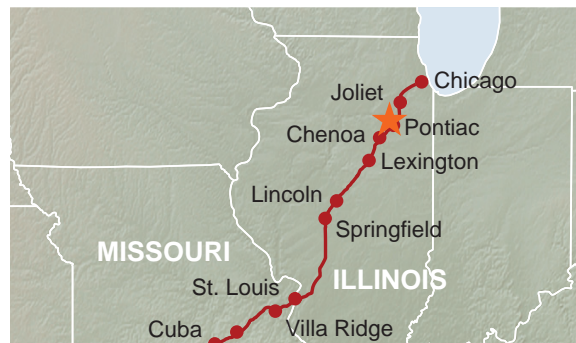 Chicago
Joliet
Pontiac
Chenoa
Lexington
Lincoln
Springfield
MISSOURI
ILLINOIS
St. Louis
Villa Ridge
Cuba